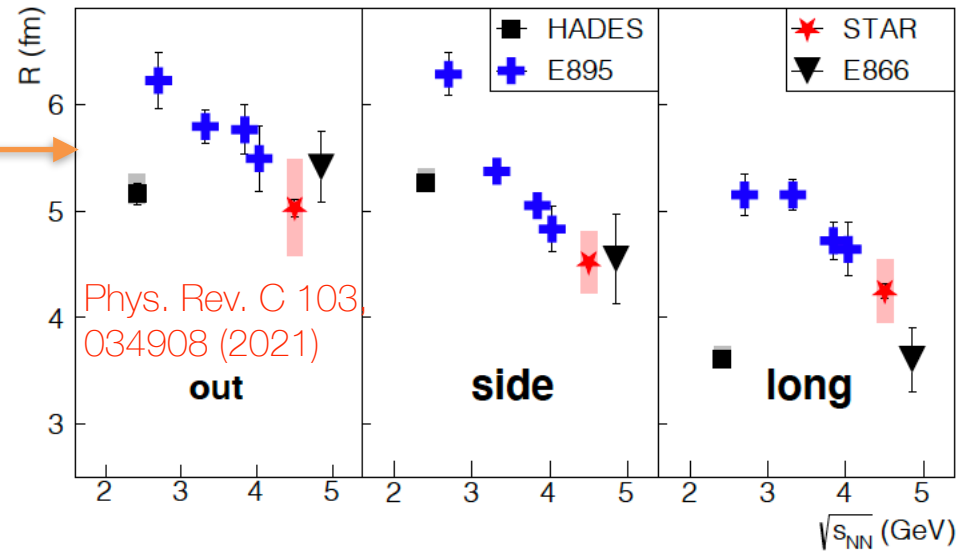 R (fm)
HADES
E895
STAR
E866
6
5
4
3
Phys. Rev. C 103,
034908 (2021)
out
side
long
2 3 4 5
2 3 4 5
2 3 4 5
√sNN (GeV)